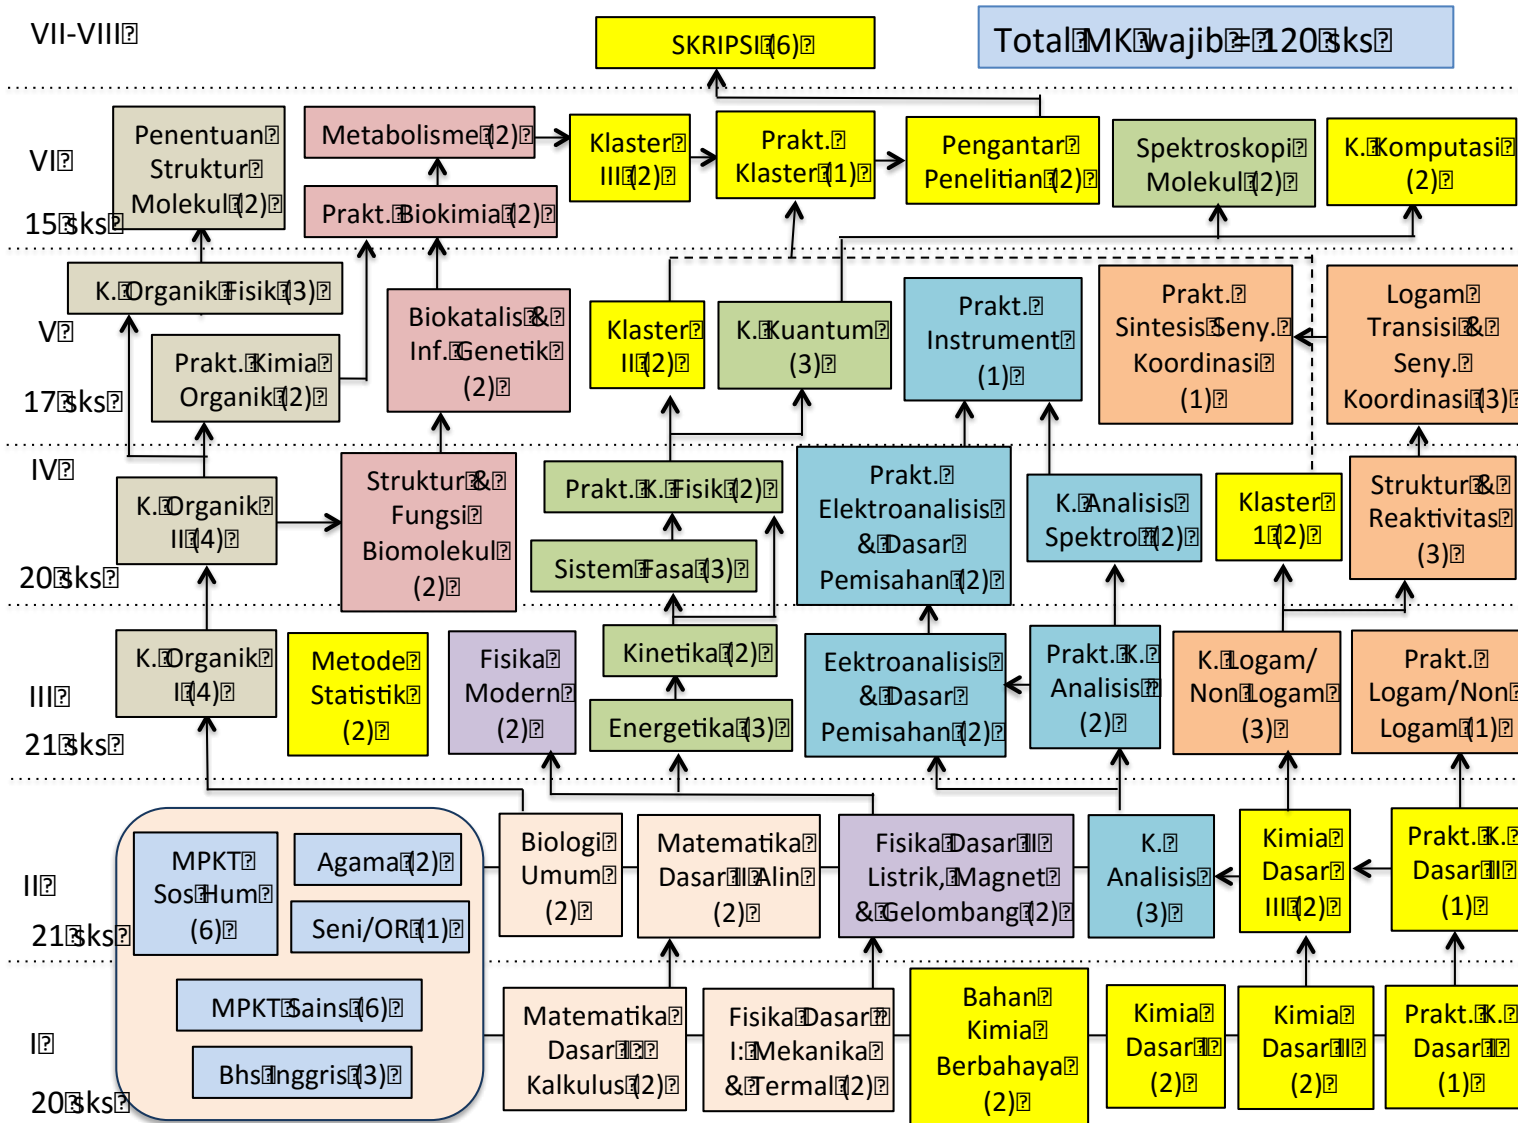 VII-VIII
SKRIPSI (6)
Total MK wajib = 120 sks
VI
15 sks
Penentuan
Struktur
Molekul (2)
Metabolisme (2)
Prakt. Biokimia (2)
Klaster
III (2)
Prakt.
Klaster (1)
Pengantar
Penelitian (2)
Spektroskopi
Molekul (2)
K. Komputasi
(2)
V
17 sks
K. Organik Fisik (3)
Prakt. Kimia
Organik (2)
Biokatalis &
Inf. Genetik
(2)
Klaster
II (2)
K. Kuantum
(3)
Prakt.
Instrument
(1)
Prakt.
Sintesis Seny.
Koordinasi
(1)
Logam
Transisi &
Seny.
Koordinasi (3)
IV
20 sks
K. Organik
II (4)
Struktur &
Fungsi
Biomolekul
(2)
Prakt. K. Fisik (2)
Sistem Fasa (3)
Prakt.
Elektroanalisis
& Dasar
Pemisahan (2)
K. Analisis
Spektro (2)
Klaster
1 (2)
Struktur &
Reaktivitas
(3)
III
21 sks
K. Organik
I (4)
Metode
Statistik
(2)
Fisika
Modern
(2)
Kinetika (2)
Energetika (3)
Eektroanalisis
& Dasar
Pemisahan (2)
Prakt. K.
Analisis
(2)
K. Logam/
Non Logam
(3)
Prakt.
Logam/Non
Logam (1)
II
21 sks
MPKT
Sos Hum
(6)
Agama (2)
Seni/OR (1)
Biologi
Umum
(2)
Matematika
Dasar II Alin
(2)
Fisika Dasar II
Listrik, Magnet
& Gelombang (2)
K.
Analisis
(3)
Kimia
Dasar
III (2)
Prakt. K.
Dasar II
(1)
I
20 sks
MPKT Sains (6)
Bhs Inggris (3)
Matematika
Dasar I:
Kalkulus (2)
Fisika Dasar
I: Mekanika
& Termal (2)
Bahan
Kimia
Berbahaya
(2)
Kimia
Dasar I
(2)
Kimia
Dasar II
(2)
Prakt. K.
Dasar I
(1)